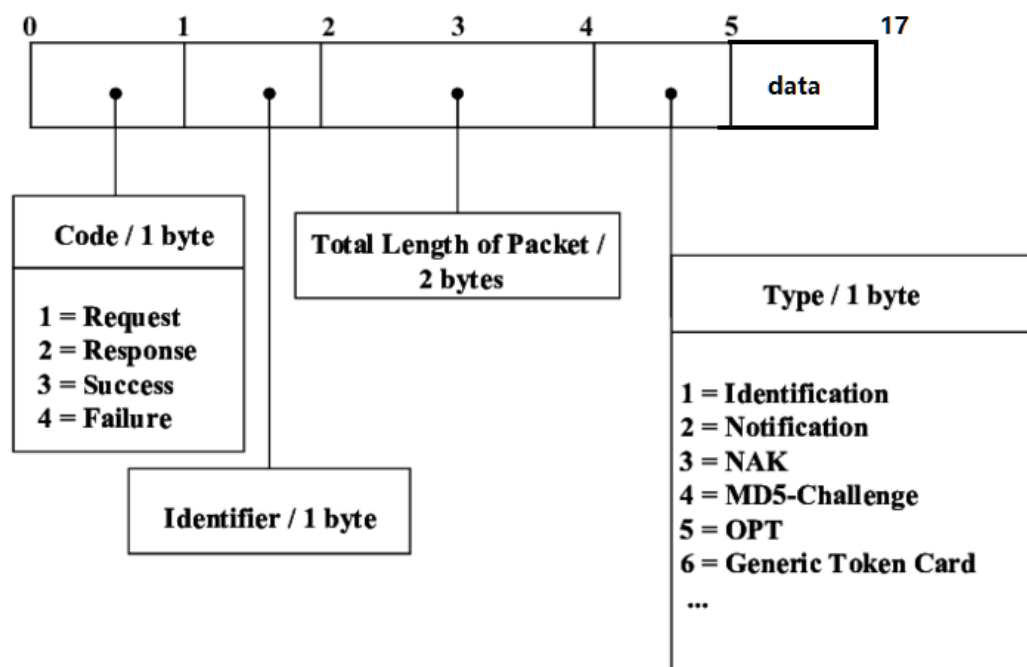 0 1 2 3 4 5 17
data
Code / 1 byte
1 = Request
2 = Response
3 = Success
4 = Failure
Identifier / 1 byte
Total Length of Packet /
2 bytes
Type / 1 byte
1 = Identification
2 = Notification
3 = NAK
4 = MD5-Challenge
5 = OPT
6 = Generic Token Card
...